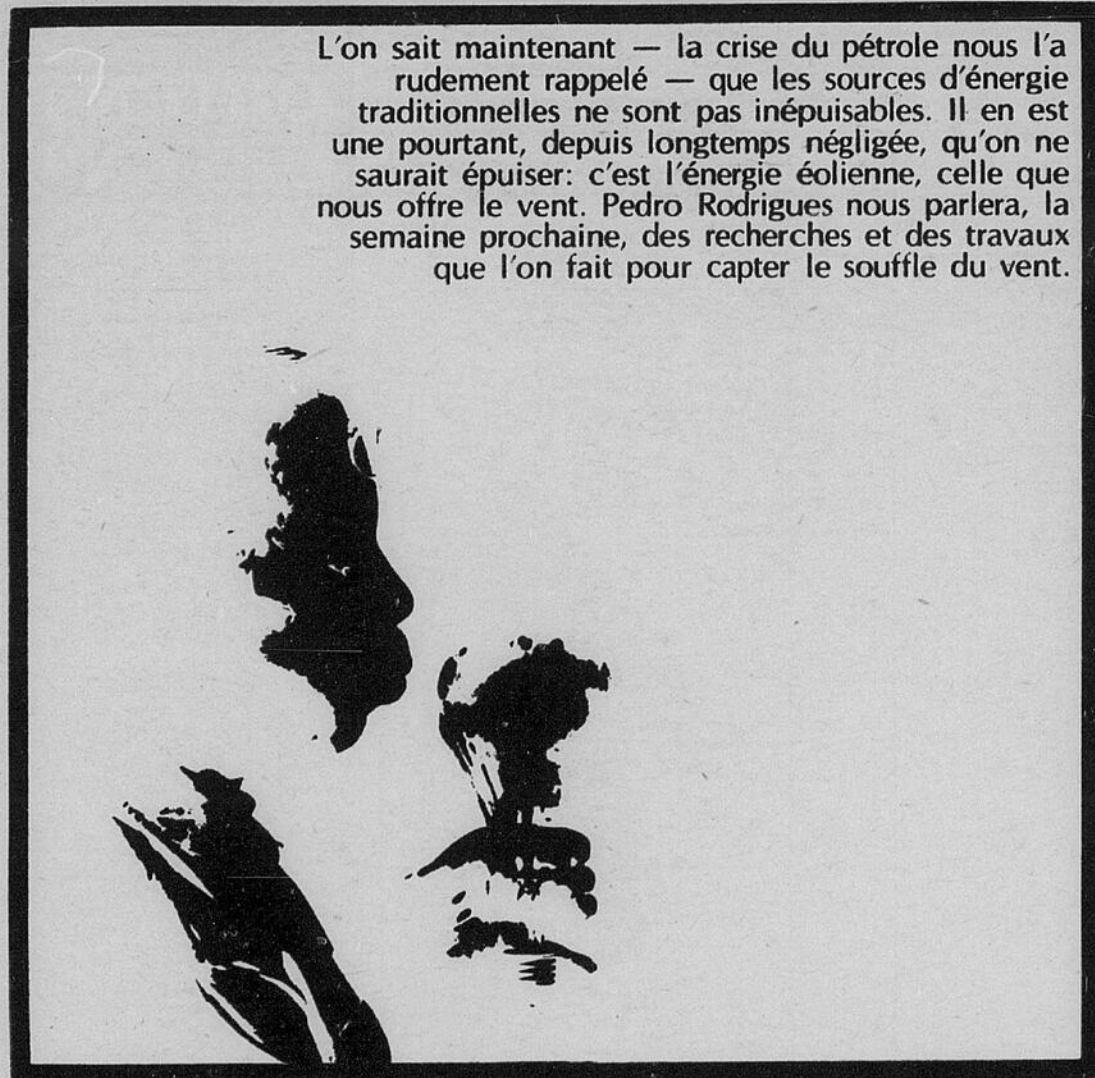 L'on sait maintenant — la crise du pétrole nous l'a
rudement rappelé — que les sources d'énergie
traditionnelles ne sont pas inépuisables. Il en est
une pourtant, depuis longtemps négligée, qu'on ne
saurait épuiser: c'est l'énergie éolienne, celle que
nous offre le vent. Pedro Rodrigues nous parlera, la
semaine prochaine, des recherches et des travaux
que l'on fait pour capter le souffle du vent.